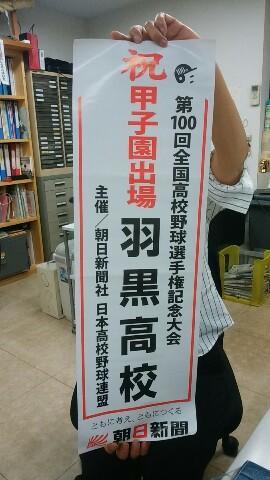 第100回全国高校野球選手権記念大会
祝甲子園出場
羽黒高校
主催／朝日新聞社 日本高校野球連盟
ともに考え、ともにつくる
朝日新聞